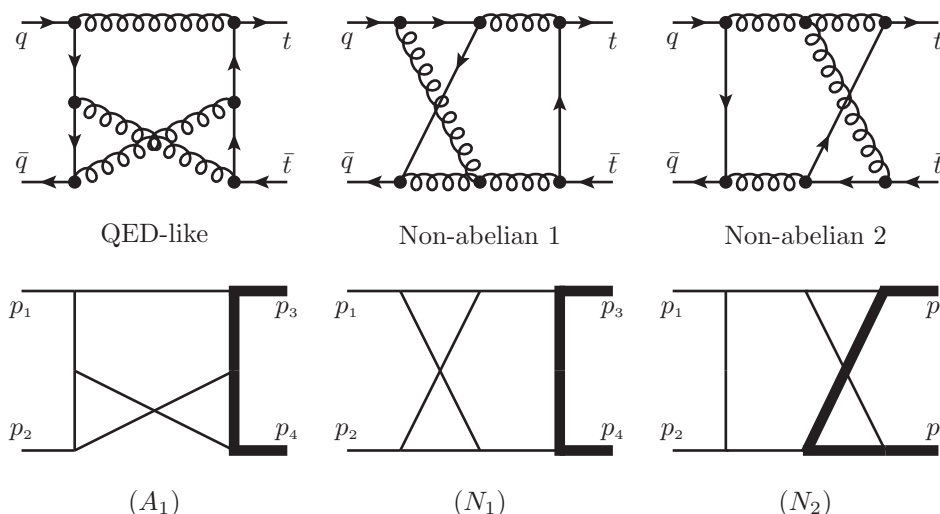 q t q t q t
q̄ t̄ q̄ t̄ q̄ t̄
QED-like Non-abelian 1 Non-abelian 2
p₁ p₃ p₁ p₃ p₁ p
p₂ p₄ p₂ p₄ p₂ p
(A₁) (N₁) (N₂)